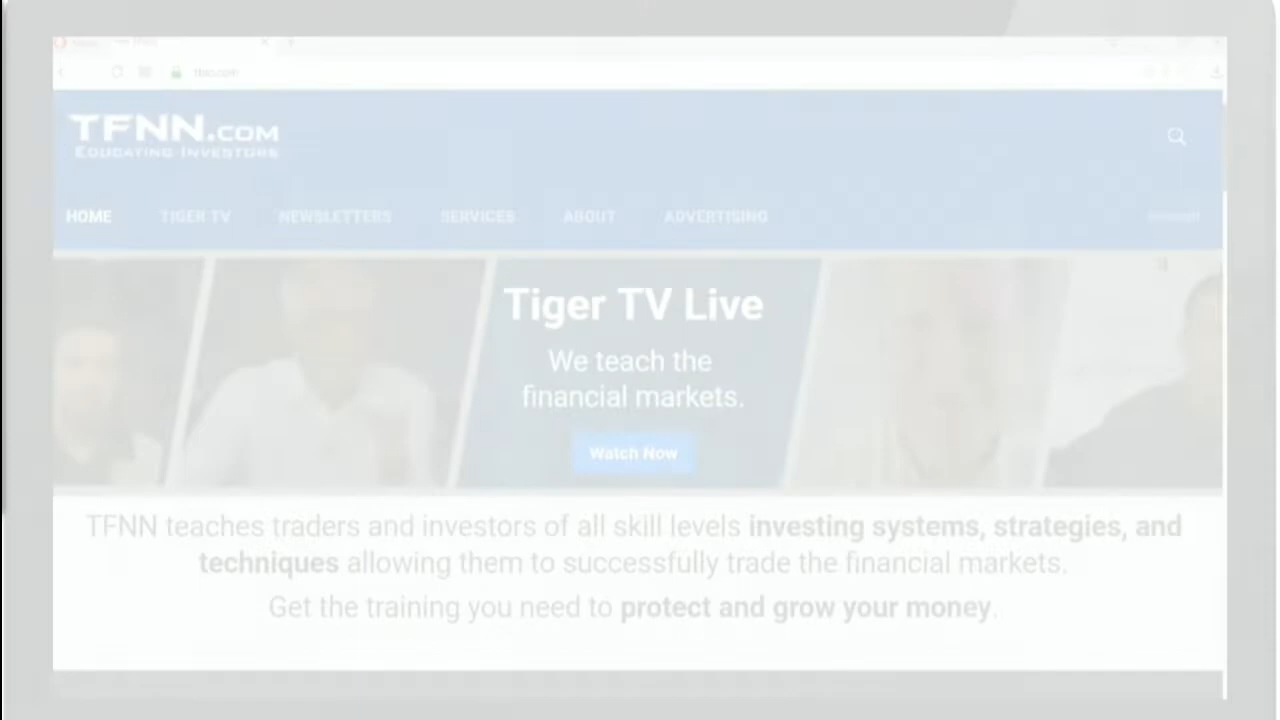 tfnn.com
TFNN.COM
EDUCATING INVESTORS
HOME TIGER TV NEWSLETTERS SERVICES ABOUT ADVERTISING
Tiger TV Live
We teach the
financial markets.
Watch Now
TFNN teaches traders and investors of all skill levels investing systems, strategies, and
techniques allowing them to successfully trade the financial markets.
Get the training you need to protect and grow your money.